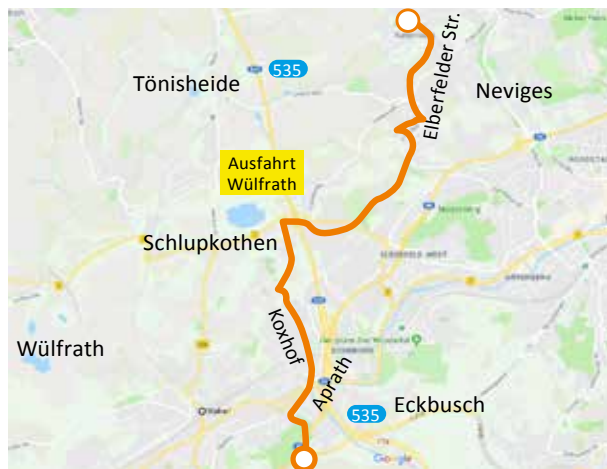 535
Tönisheide
Elberfelder Str.
Neviges
Ausfahrt
Wülfrath
Schlupkothen
Koxhof
Wülfrath
Aprath
535
Eckbusch
Google